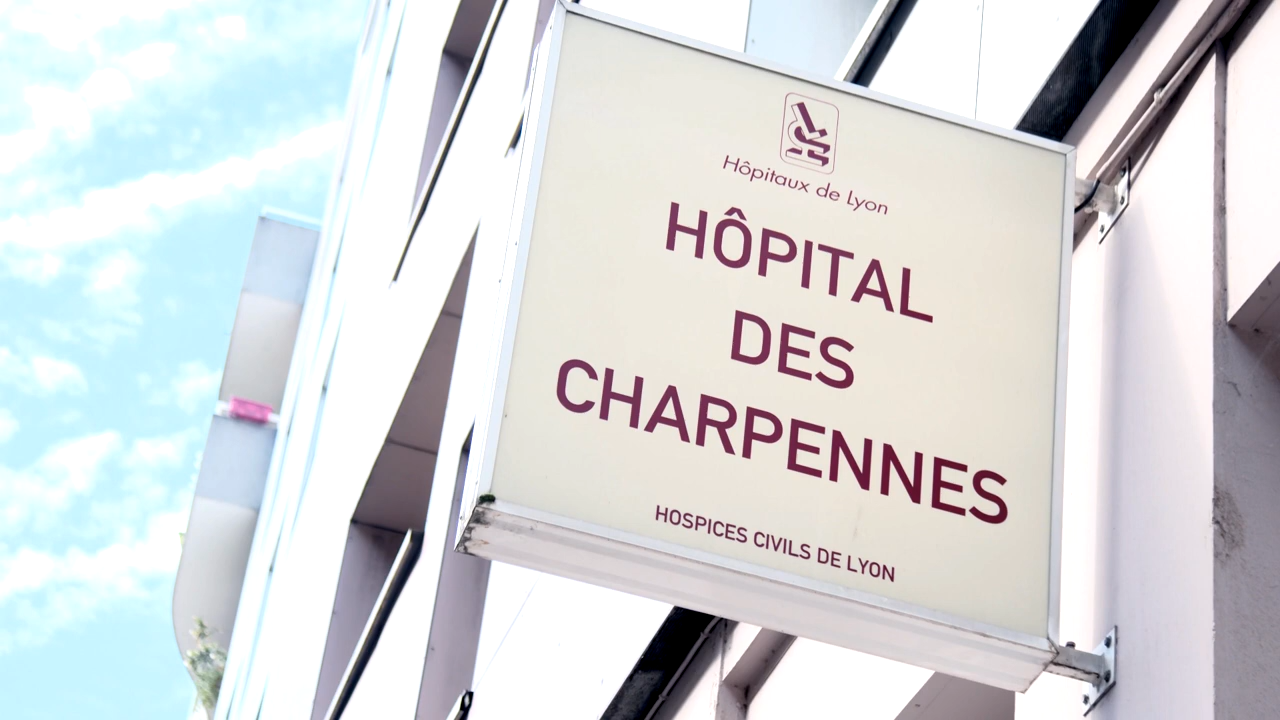 Hôpitaux de Lyon
HÔPITAL
DES
CHARPENNES
HOSPICES CIVILS DE LYON